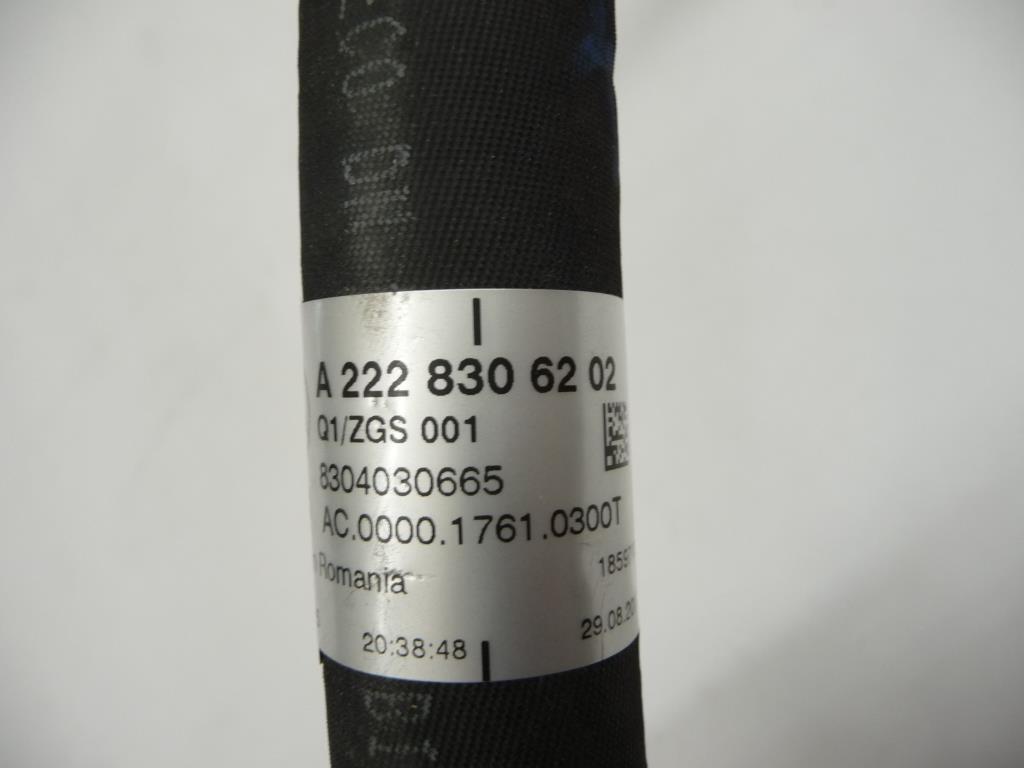 A 222 830 62 02
Q1/ZGS 001
8304030665
AC.0000.1761.0300T
Romania
20:38:48